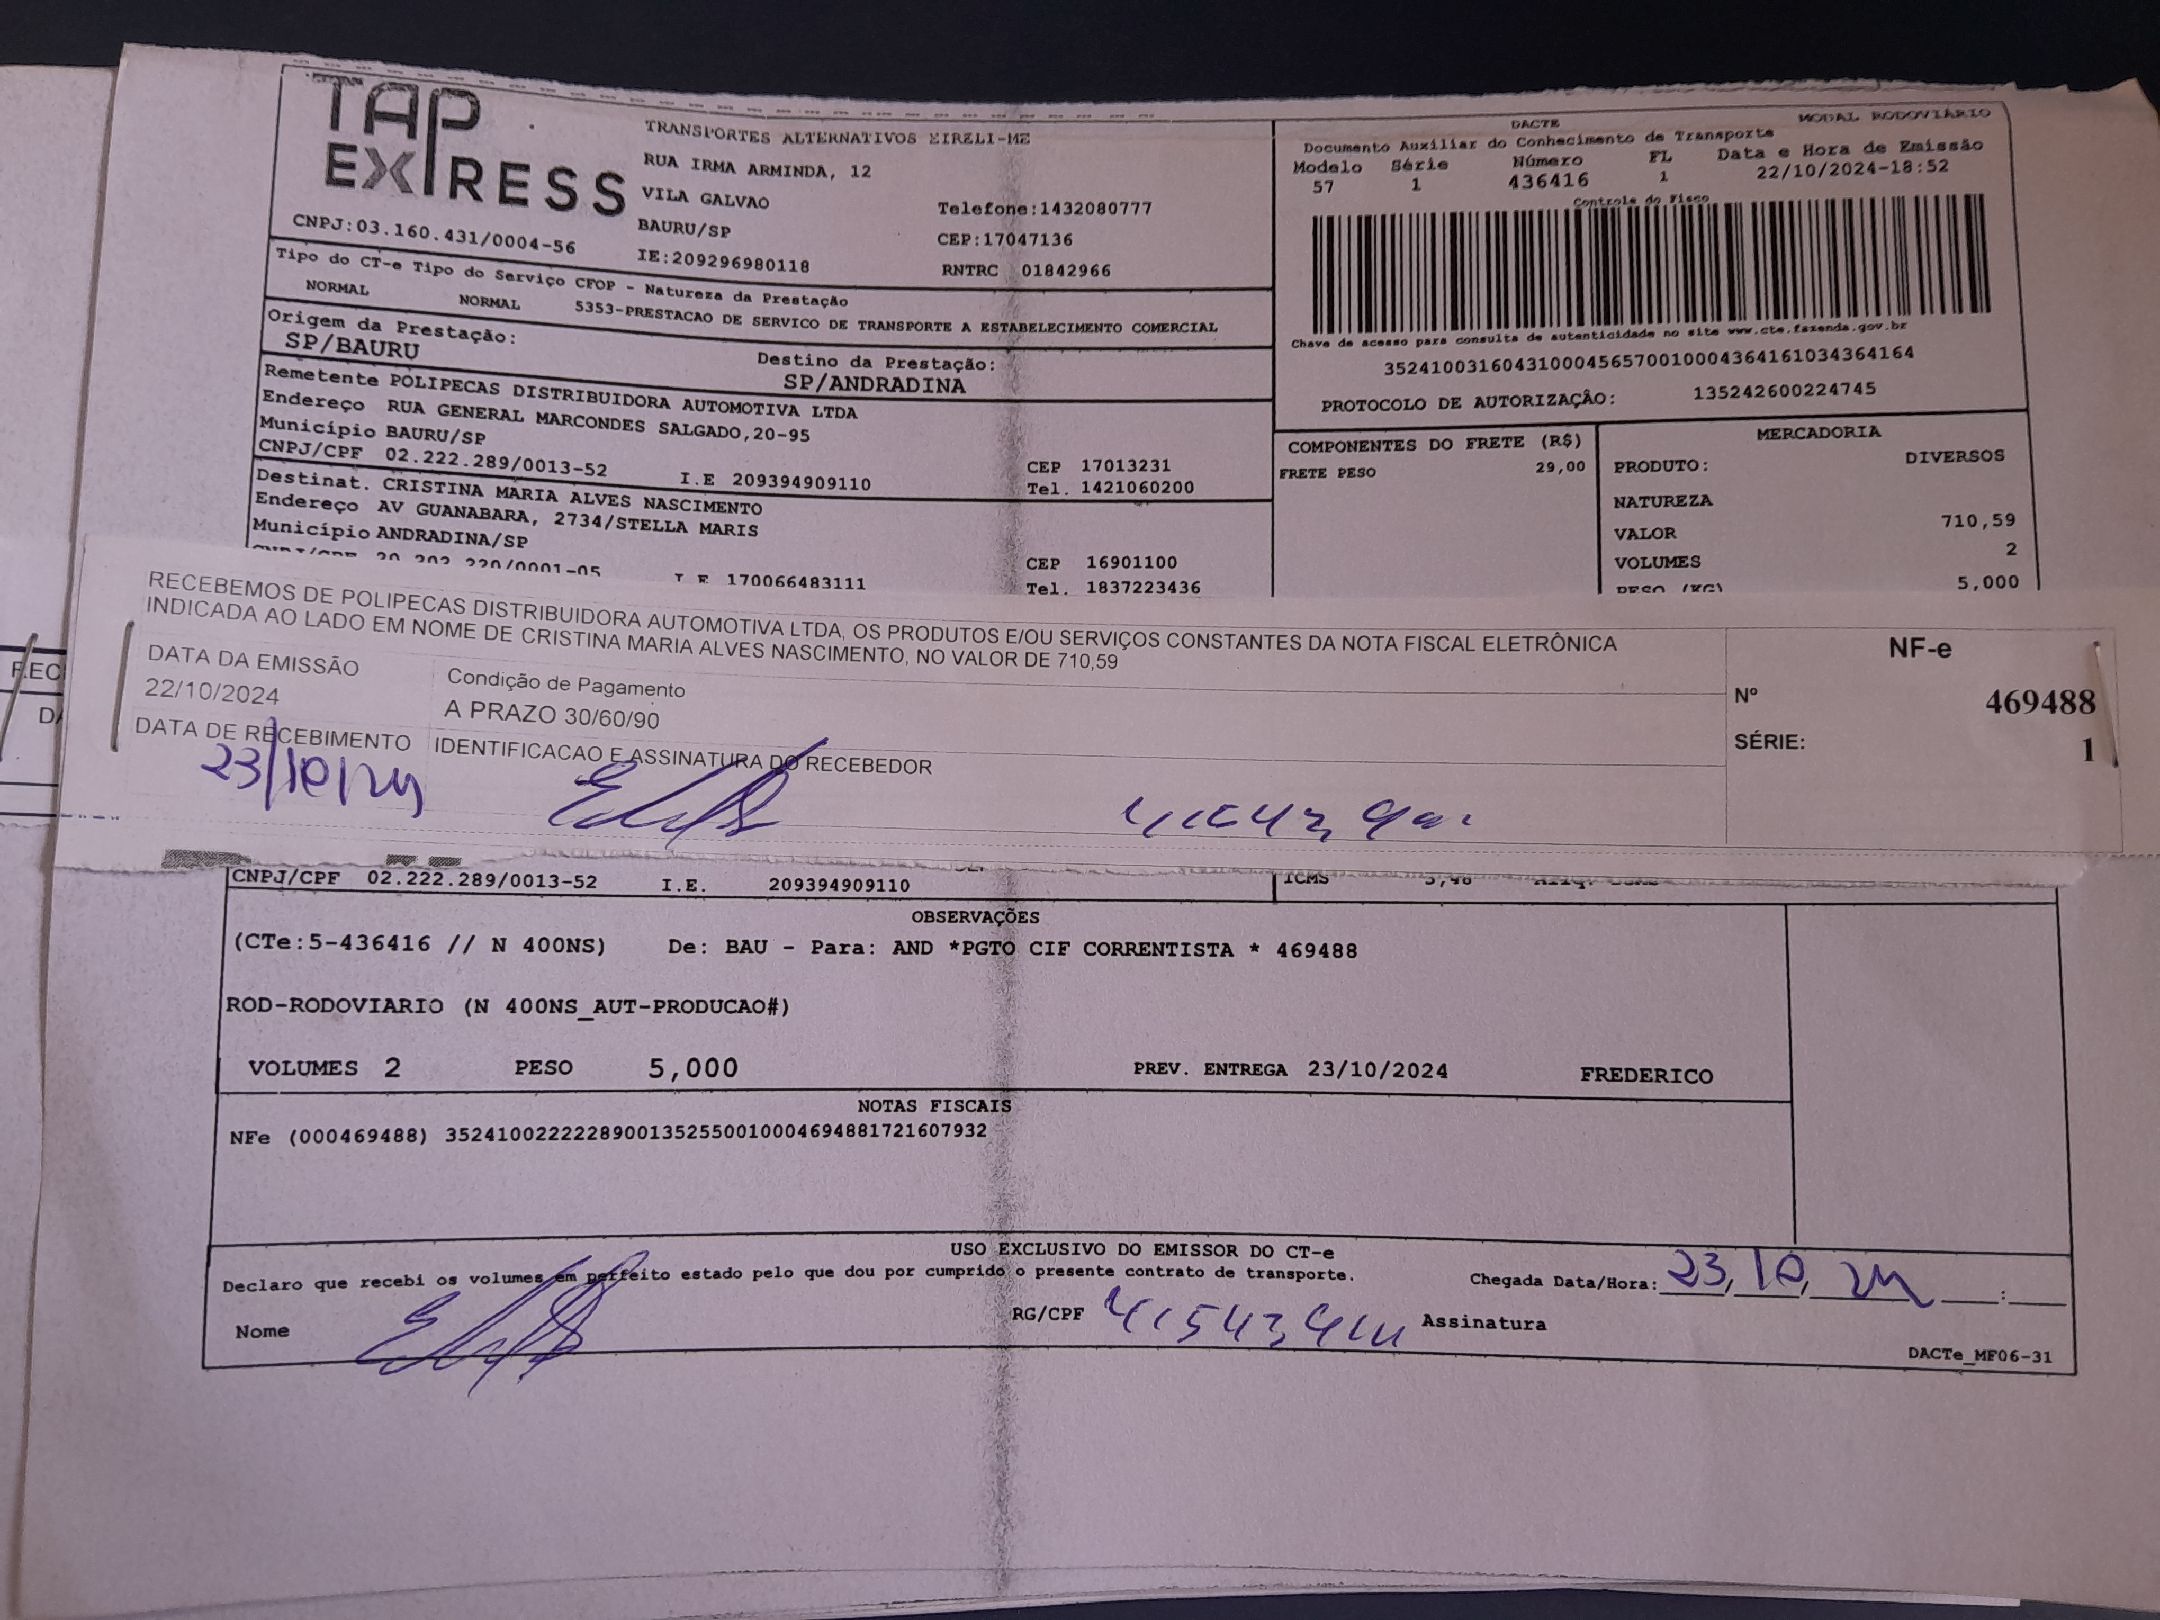 TAP
EXPRESS
CNPJ:03.160.431/0004-56
TRANSPORTES ALTERNATIVOS EIRELI-ME
RUA IRMA ARMINDA, 12
VILA GALVAO
BAURU/SP
IE:209296980118
Telefone:1432080777
CEP:17047136
RNTRC 01842966
MODAL RODOVIÁRIO
DACTE
Documento Auxiliar do Conhecimento de Transporte
Modelo Série Número FL Data e Hora de Emissão
57 1 436416 1 22/10/2024-18:52
Controle do Fisco
Chave de acesso para consulta de autenticidade no site www.cte.fazenda.gov.br
35241003160431000456570010004364161034364164
PROTOCOLO DE AUTORIZAÇÃO: 135242600224745
Tipo do CT-e Tipo do Serviço CFOP - Natureza da Prestação
NORMAL NORMAL 5353-PRESTACAO DE SERVICO DE TRANSPORTE A ESTABELECIMENTO COMERCIAL
Origem da Prestação:
SP/BAURU
Destino da Prestação:
SP/ANDRADINA
Remetente POLIPECAS DISTRIBUIDORA AUTOMOTIVA LTDA
Endereço RUA GENERAL MARCONDES SALGADO,20-95
Município BAURU/SP CEP 17013231
CNPJ/CPF 02.222.289/0013-52 I.E 209394909110 Tel. 1421060200
Destinat. CRISTINA MARIA ALVES NASCIMENTO
Endereço AV GUANABARA, 2734/STELLA MARIS
Município ANDRADINA/SP CEP 16901100
CNPJ/CPF 20.202.220/0001-05 I.E 170066483111 Tel. 1837223436
COMPONENTES DO FRETE (R$)
FRETE PESO 29,00
MERCADORIA
PRODUTO: DIVERSOS
NATUREZA
VALOR 710,59
VOLUMES 2
PESO (KG) 5,000
RECEBEMOS DE POLIPECAS DISTRIBUIDORA AUTOMOTIVA LTDA, OS PRODUTOS E/OU SERVIÇOS CONSTANTES DA NOTA FISCAL ELETRÔNICA
INDICADA AO LADO EM NOME DE CRISTINA MARIA ALVES NASCIMENTO, NO VALOR DE 710,59
DATA DA EMISSÃO
22/10/2024
Condição de Pagamento
A PRAZO 30/60/90
DATA DE RECEBIMENTO
23/10/24
IDENTIFICACAO E ASSINATURA DO RECEBEDOR
NF-e
Nº 469488
SÉRIE: 1
CNPJ/CPF 02.222.289/0013-52 I.E. 209394909110
ICMS
OBSERVAÇÕES
(CTe:5-436416 // N 400NS) De: BAU - Para: AND *PGTO CIF CORRENTISTA * 469488
ROD-RODOVIARIO (N 400NS_AUT-PRODUCAO#)
VOLUMES 2 PESO 5,000 PREV. ENTREGA 23/10/2024 FREDERICO
NOTAS FISCAIS
NFe (000469488) 35241002222289001352550010004694881721607932
USO EXCLUSIVO DO EMISSOR DO CT-e
Declaro que recebi os volumes em perfeito estado pelo que dou por cumprido o presente contrato de transporte.
Chegada Data/Hora: 23/10/24
Nome
RG/CPF
Assinatura
DACTe_MF06-31